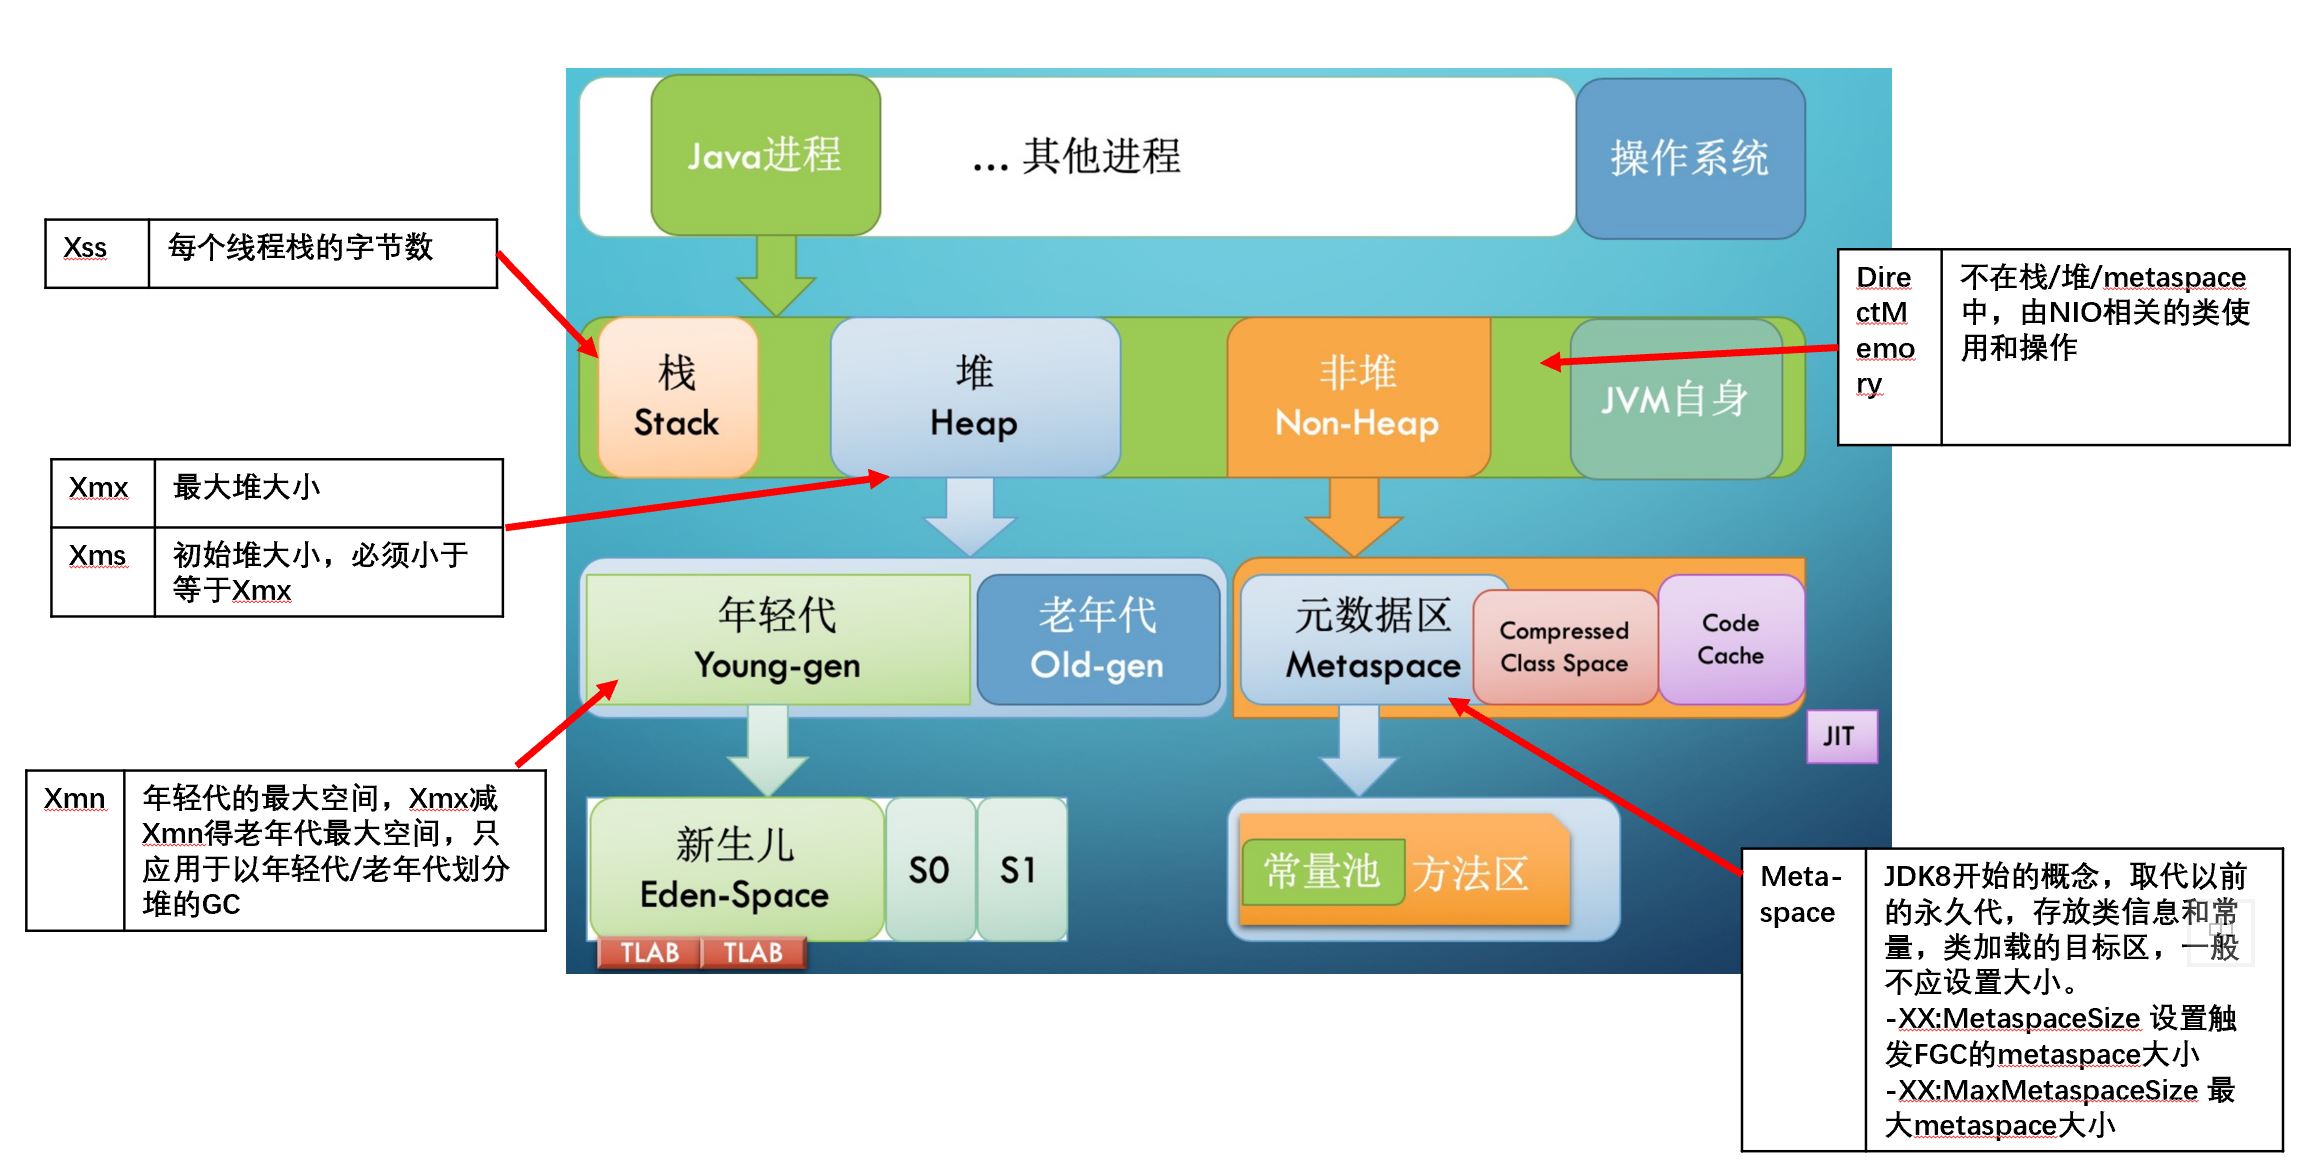 Java进程
... 其他进程
操作系统
Xss
每个线程栈的字节数
Dire
ctM
emo
ry
不在栈/堆/metaspace
中，由NIO相关的类使
用和操作
栈
Stack
堆
Heap
非堆
Non-Heap
JVM自身
Xmx
最大堆大小
Xms
初始堆大小，必须小于
等于Xmx
年轻代
Young-gen
老年代
Old-gen
元数据区
Metaspace
Compressed
Class Space
Code
Cache
JIT
Xmn
年轻代的最大空间，Xmx减
Xmn得老年代最大空间，只
应用于以年轻代/老年代划分
堆的GC
新生儿
Eden-Space
S0
S1
TLAB
TLAB
常量池
方法区
Meta-
space
JDK8开始的概念，取代以前
的永久代，存放类信息和常
量，类加载的目标区，一般
不应设置大小。
-XX:MetaspaceSize 设置触
发FGC的metaspace大小
-XX:MaxMetaspaceSize 最
大metaspace大小